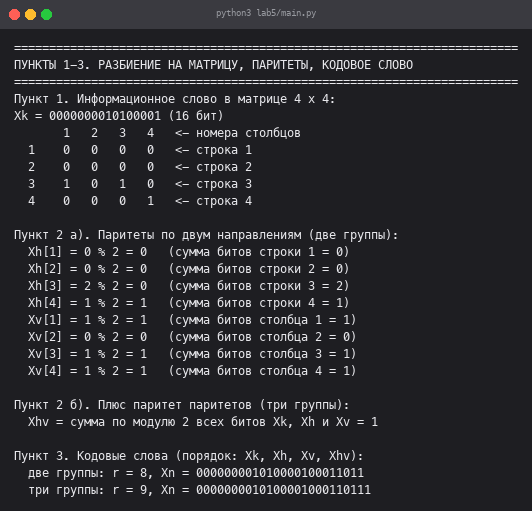 python3 lab5/main.py
========================================================================
ПУНКТЫ 1–3. РАЗБИЕНИЕ НА МАТРИЦУ, ПАРИТЕТЫ, КОДОВОЕ СЛОВО
========================================================================
Пункт 1. Информационное слово в матрице 4 x 4:
Xk = 0000000010100001 (16 бит)
       1   2   3   4   <— номера столбцов
  1    0   0   0   0   <— строка 1
  2    0   0   0   0   <— строка 2
  3    1   0   1   0   <— строка 3
  4    0   0   0   1   <— строка 4
Пункт 2 а). Паритеты по двум направлениям (две группы):
  Xh[1] = 0 % 2 = 0   (сумма битов строки 1 = 0)
  Xh[2] = 0 % 2 = 0   (сумма битов строки 2 = 0)
  Xh[3] = 2 % 2 = 0   (сумма битов строки 3 = 2)
  Xh[4] = 1 % 2 = 1   (сумма битов строки 4 = 1)
  Xv[1] = 1 % 2 = 1   (сумма битов столбца 1 = 1)
  Xv[2] = 0 % 2 = 0   (сумма битов столбца 2 = 0)
  Xv[3] = 1 % 2 = 1   (сумма битов столбца 3 = 1)
  Xv[4] = 1 % 2 = 1   (сумма битов столбца 4 = 1)
Пункт 2 б). Плюс паритет паритетов (три группы):
  Xhv = сумма по модулю 2 всех битов Xk, Xh и Xv = 1
Пункт 3. Кодовые слова (порядок: Xk, Xh, Xv, Xhv):
  две группы: r = 8, Xn = 000000001010000100011011
  три группы: r = 9, Xn = 0000000010100001000110111